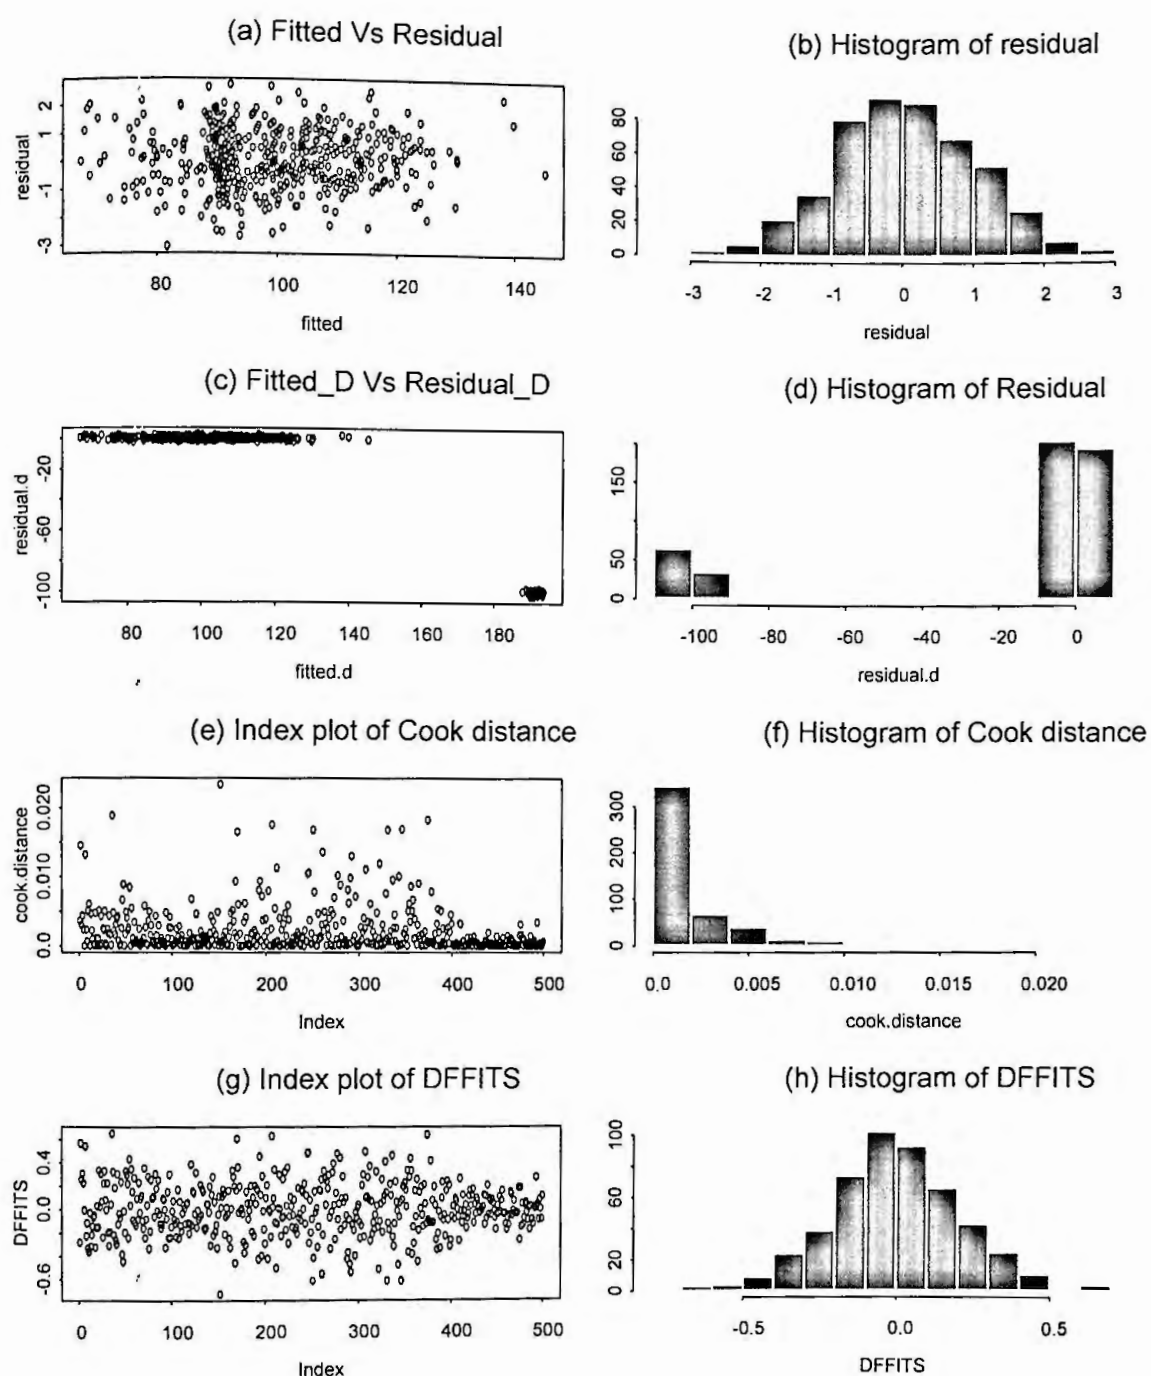 (a) Fitted Vs Residual
residual
2
1
-1
-3
80 100 120 140
fitted
(b) Histogram of residual
80
60
40
20
0
-3 -2 -1 0 1 2 3
residual
(c) Fitted_D Vs Residual_D
residual.d
-20
-60
-100
80 100 120 140 160 180
fitted.d
(d) Histogram of Residual
150
50
0
-100 -80 -60 -40 -20 0
residual.d
(e) Index plot of Cook distance
cook.distance
0.020
0.010
0.0
0 100 200 300 400 500
Index
(f) Histogram of Cook distance
300
200
100
0
0.0 0.005 0.010 0.015 0.020
cook.distance
(g) Index plot of DFFITS
DFFITS
0.4
0.0
-0.6
0 100 200 300 400 500
Index
(h) Histogram of DFFITS
100
60
20
0
-0.5 0.0 0.5
DFFITS